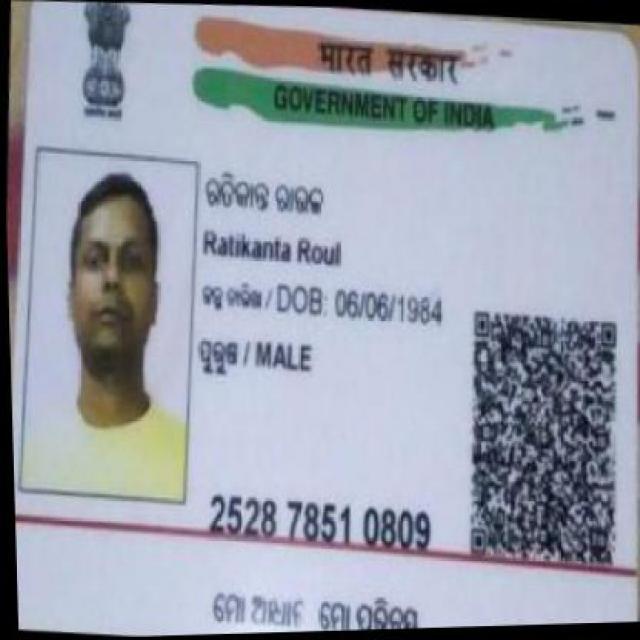 भारत सरकार
GOVERNMENT OF INDIA
ରତିକାନ୍ତ ରାଉଳ
Ratikanta Roul
ଜନ୍ମ ତାରିଖ / DOB: 06/06/1984
ପୁରୁଷ / MALE
2528 7851 0809
ମୋ ଆଧାର ମୋ ପରିଚୟ